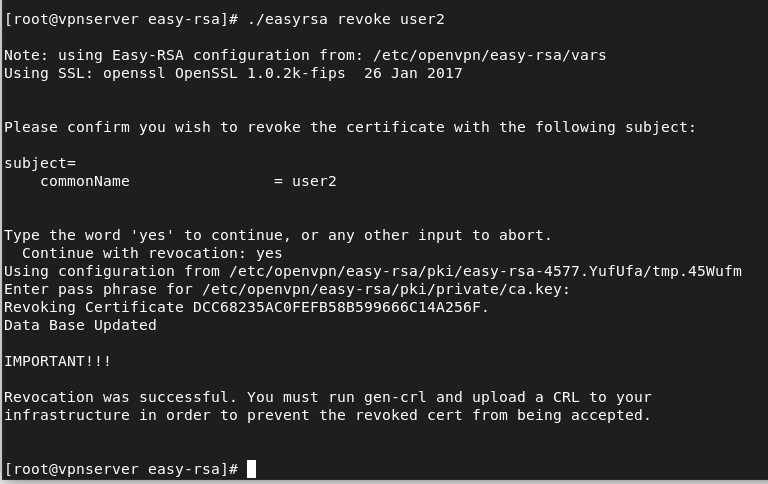 [root@vpnserver easy-rsa]# ./easyrsa revoke user2
Note: using Easy-RSA configuration from: /etc/openvpn/easy-rsa/vars
Using SSL: openssl OpenSSL 1.0.2k-fips  26 Jan 2017
Please confirm you wish to revoke the certificate with the following subject:
subject=
    commonName                = user2
Type the word 'yes' to continue, or any other input to abort.
  Continue with revocation: yes
Using configuration from /etc/openvpn/easy-rsa/pki/easy-rsa-4577.YufUfa/tmp.45Wufm
Enter pass phrase for /etc/openvpn/easy-rsa/pki/private/ca.key:
Revoking Certificate DCC68235AC0FEFB58B599666C14A256F.
Data Base Updated
IMPORTANT!!!
Revocation was successful. You must run gen-crl and upload a CRL to your
infrastructure in order to prevent the revoked cert from being accepted.
[root@vpnserver easy-rsa]#